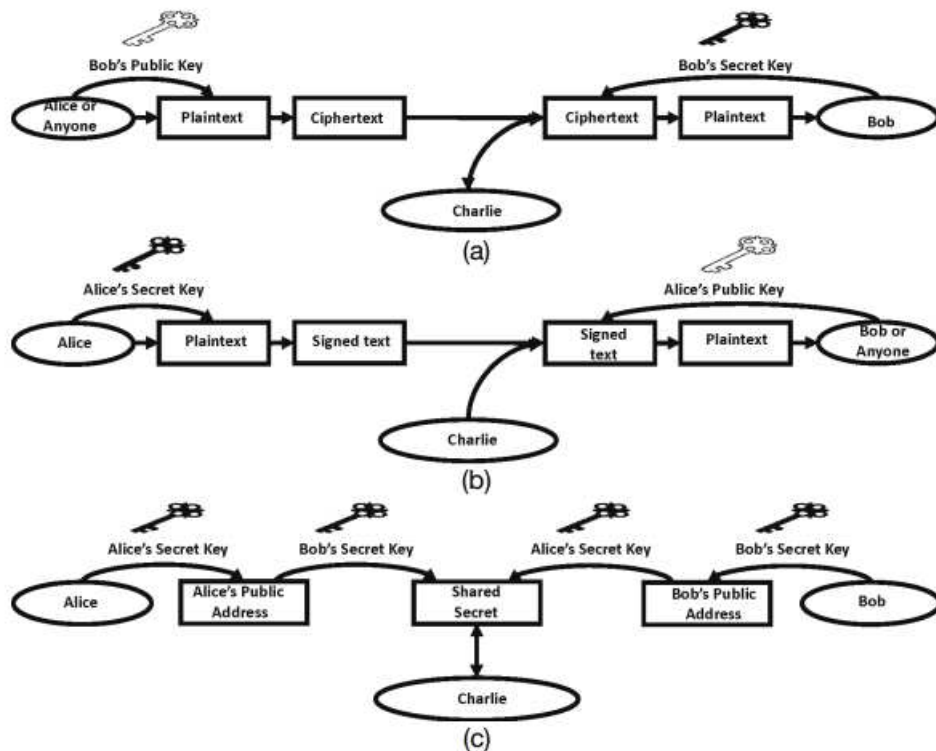 Bob's Public Key
Bob's Secret Key
Alice or
Anyone
Plaintext
Ciphertext
Ciphertext
Plaintext
Bob
Charlie
(a)
Alice's Secret Key
Alice's Public Key
Alice
Plaintext
Signed text
Signed
text
Plaintext
Bob or
Anyone
Charlie
(b)
Alice's Secret Key
Bob's Secret Key
Alice's Secret Key
Bob's Secret Key
Alice
Alice's Public
Address
Shared
Secret
Bob's Public
Address
Bob
Charlie
(c)